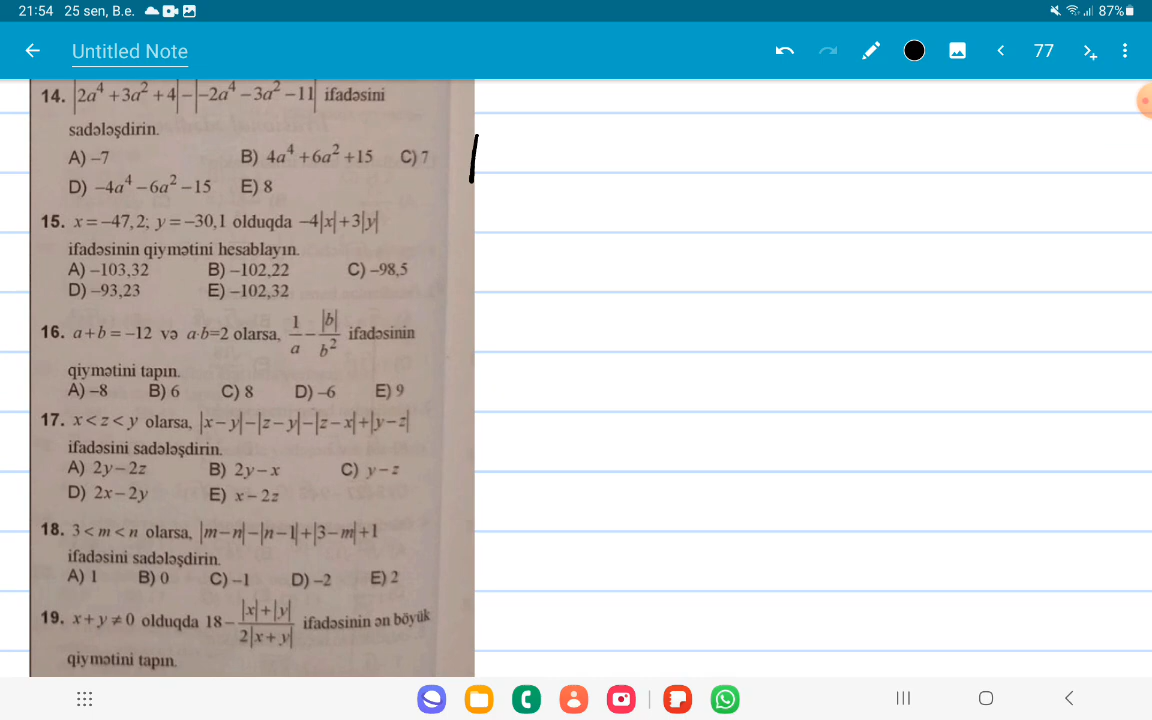 21:54 25 sen, B.e. 87%
Untitled Note 77
14. |2a⁴ +3a² +4|−|−2a⁴ −3a² −11| ifadəsini
sadələşdirin.
A) −7 B) 4a⁴ +6a² +15 C) 7
D) −4a⁴ −6a² −15 E) 8
15. x=−47,2; y=−30,1 olduqda −4|x|+3|y|
ifadəsinin qiymətini hesablayın.
A) −103,32 B) −102,22 C) −98,5
D) −93,23 E) −102,32
16. a+b=−12 və a·b=2 olarsa, 1/a − |b|/b² ifadəsinin
qiymətini tapın.
A) −8 B) 6 C) 8 D) −6 E) 9
17. x<z<y olarsa, |x−y|−|z−y|−|z−x|+|y−z|
ifadəsini sadələşdirin.
A) 2y−2z B) 2y−x C) y−z
D) 2x−2y E) x−2z
18. 3<m<n olarsa, |m−n|−|n−1|+|3−m|+1
ifadəsini sadələşdirin.
A) 1 B) 0 C) −1 D) −2 E) 2
19. x+y≠0 olduqda 18− (|x|+|y|)/(2|x+y|) ifadəsinin ən böyük
qiymətini tapın.